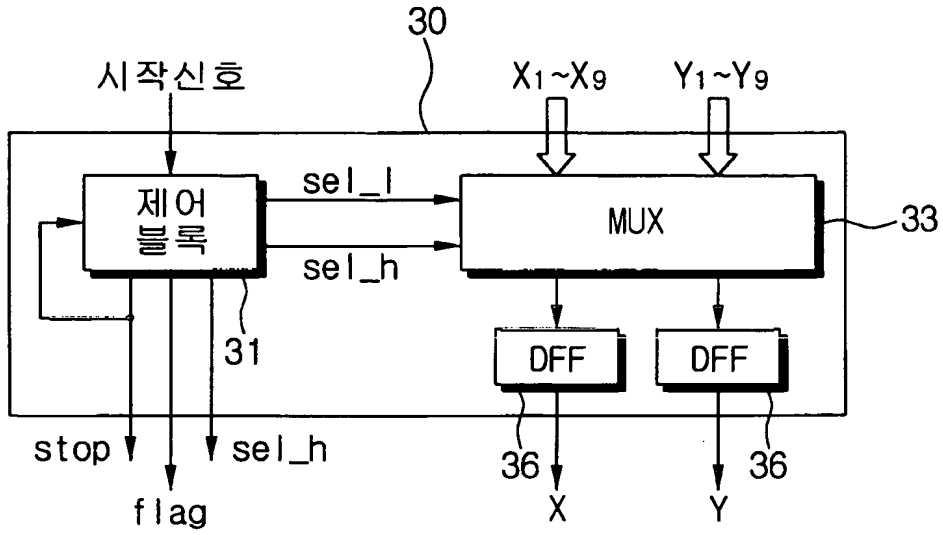 30
시작신호
X1~X9
Y1~Y9
제어
블록
sel_l
sel_h
MUX
33
31
DFF
DFF
36
36
stop
flag
sel_h
X
Y